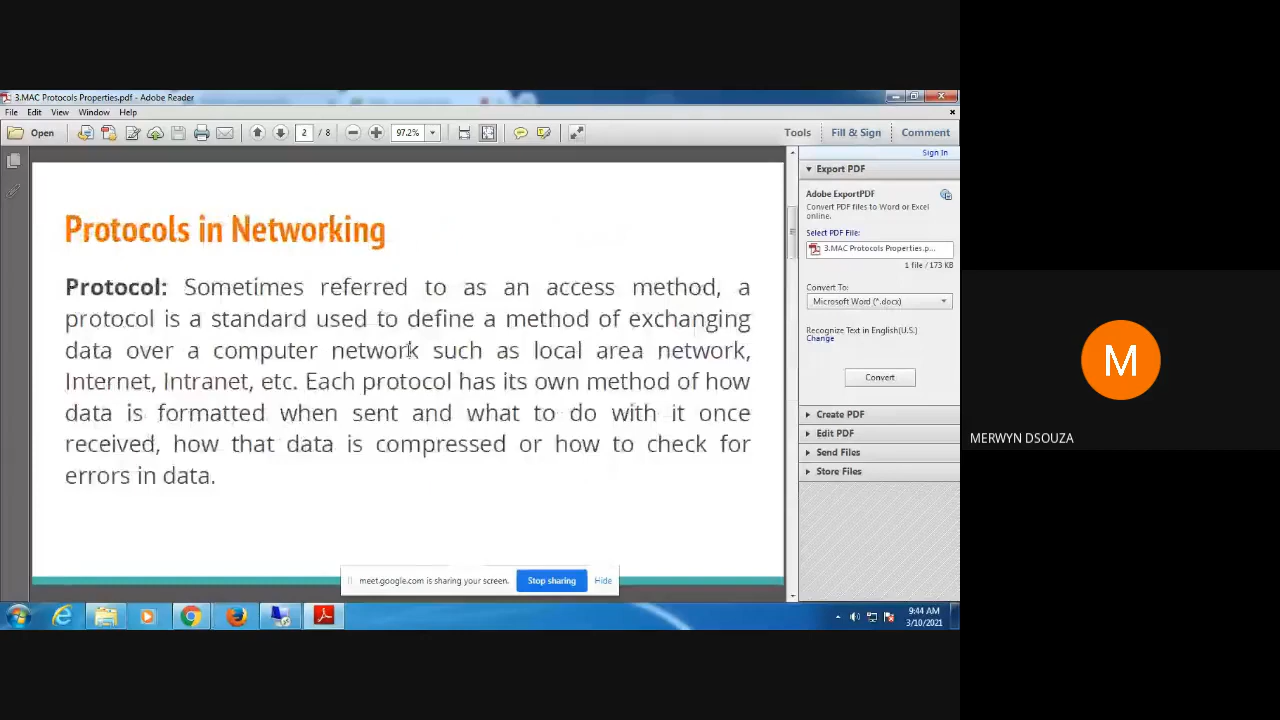 3.MAC Protocols Properties.pdf - Adobe Reader
File Edit View Window Help
Open 2 / 8 97.2% Tools Fill & Sign Comment
Sign In
Export PDF
Adobe ExportPDF
Convert PDF files to Word or Excel
online.
Select PDF File:
3.MAC Protocols Properties.p...
1 file / 173 KB
Convert To:
Microsoft Word (*.docx)
Recognize Text in English(U.S.)
Change
Convert
Create PDF
Edit PDF
Send Files
Store Files
Protocols in Networking
Protocol: Sometimes referred to as an access method, a
protocol is a standard used to define a method of exchanging
data over a computer network such as local area network,
Internet, Intranet, etc. Each protocol has its own method of how
data is formatted when sent and what to do with it once
received, how that data is compressed or how to check for
errors in data.
meet.google.com is sharing your screen. Stop sharing Hide
9:44 AM
3/10/2021
M
MERWYN DSOUZA